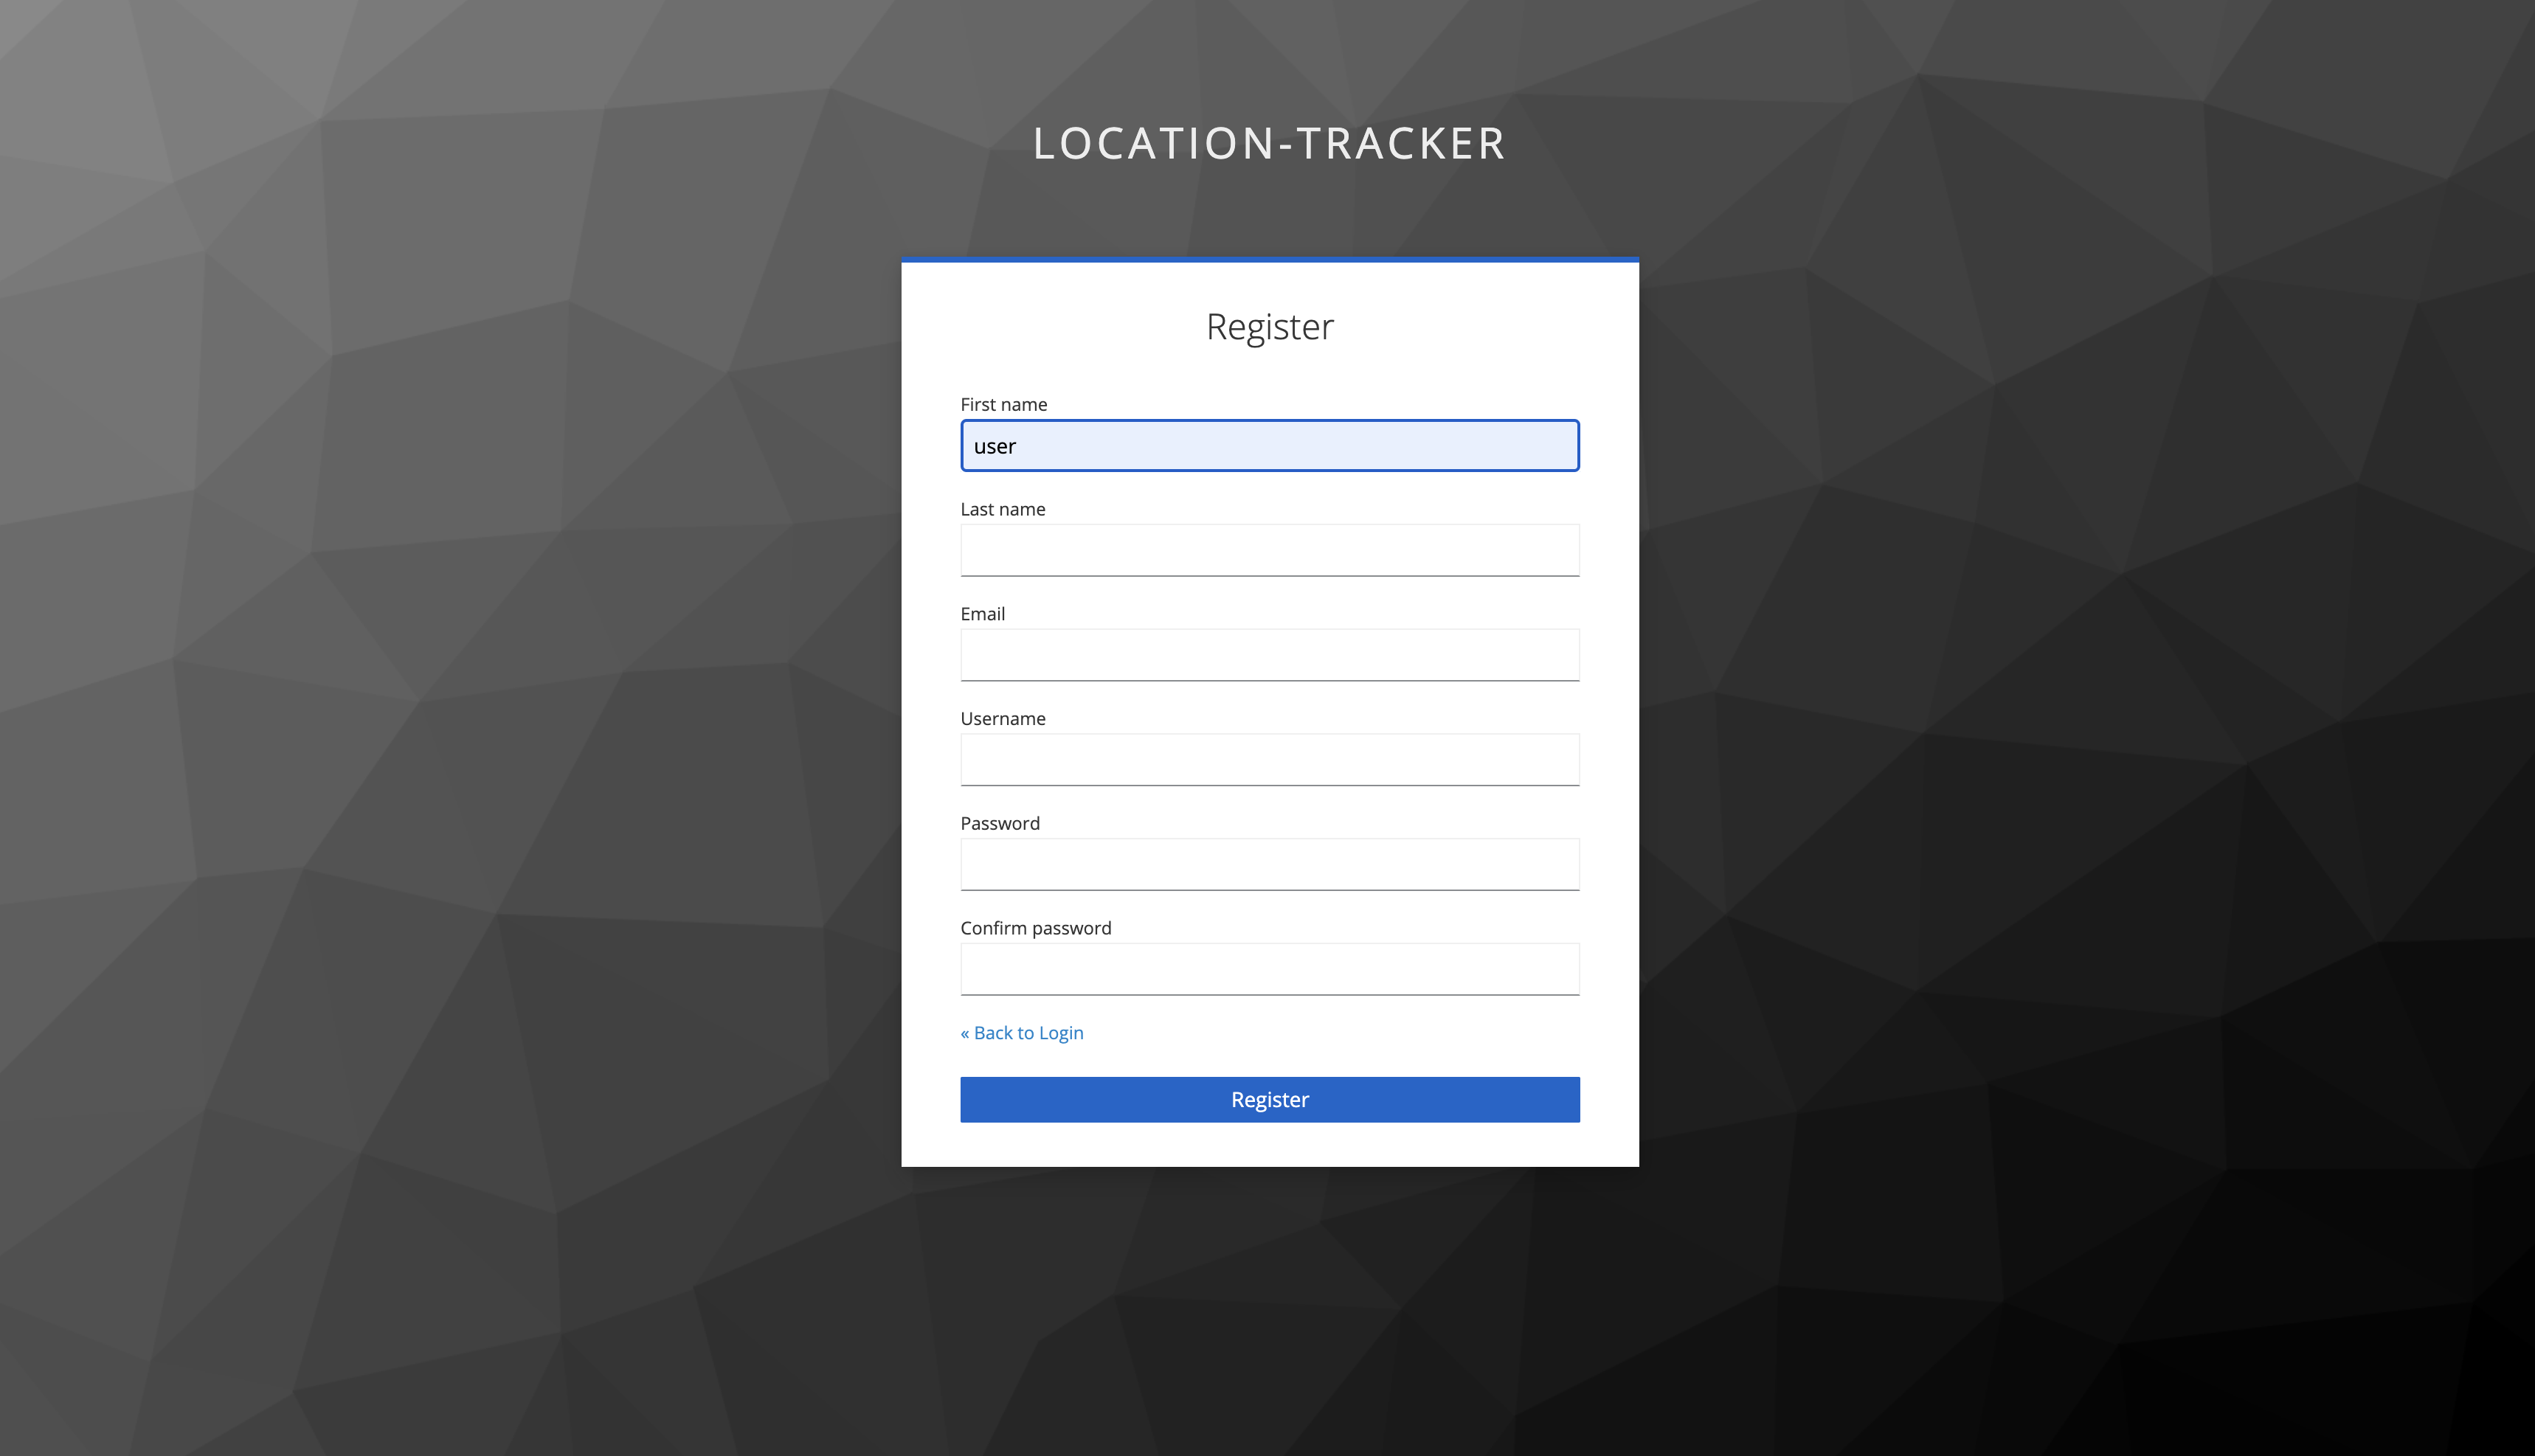 LOCATION-TRACKER
Register
First name
user
Last name
Email
Username
Password
Confirm password
« Back to Login
Register